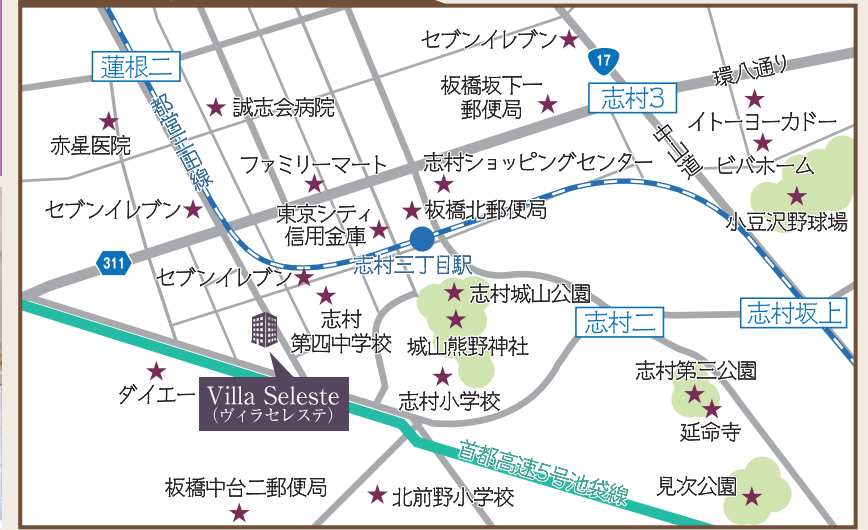 セブンイレブン
17
環八通り
蓮根二
板橋坂下一
郵便局
志村3
イトーヨーカドー
誠志会病院
赤星医院
都営三田線
中山道
ビバホーム
ファミリーマート
志村ショッピングセンター
セブンイレブン
東京シティ
信用金庫
板橋北郵便局
小豆沢野球場
311
セブンイレブン
志村三丁目駅
志村
第四中学校
志村城山公園
志村二
志村坂上
城山熊野神社
ダイエー
Villa Seleste
(ヴィラセレステ)
志村小学校
志村第三公園
延命寺
首都高速5号池袋線
板橋中台二郵便局
北前野小学校
見次公園